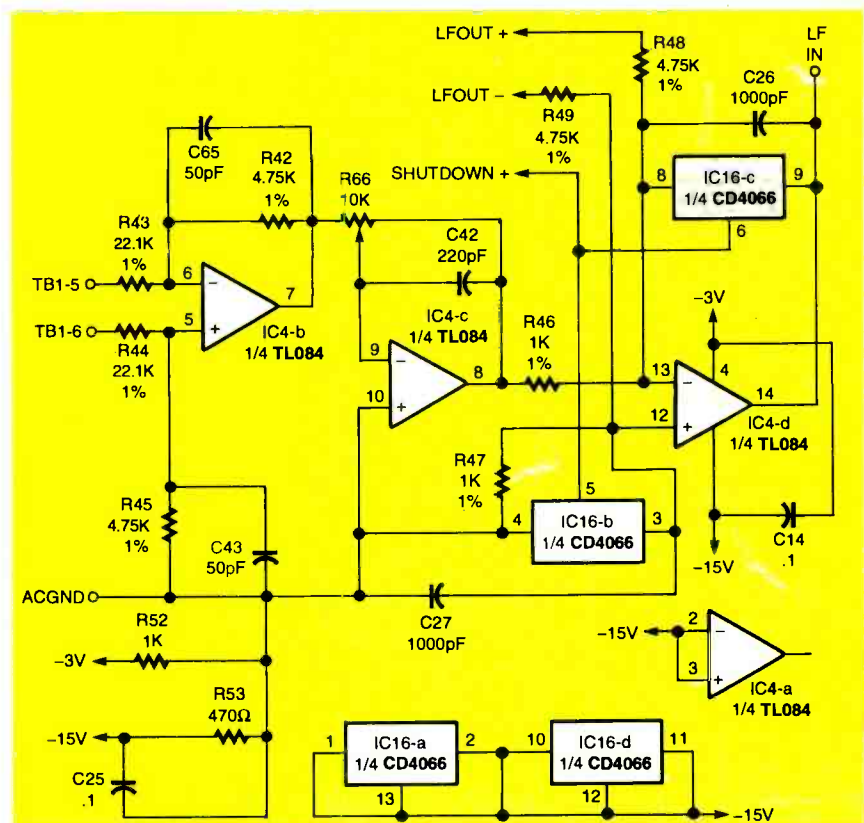 LFOUT +
R48
4.75K
1%
LF
IN
C26
1000pF
LFOUT –
R49
4.75K
1%
C65
50pF
R42
4.75K
1%
R66
10K
SHUTDOWN +
8
IC16-c
1/4 CD4066
9
6
R43
22.1K
1%
C42
220pF
TB1-5
6
–
7
TB1-6
5
+
IC4-b
1/4 TL084
R44
22.1K
1%
IC4-c
1/4 TL084
–3V
9
–
8
10
+
R46
1K
1%
13
–
4
14
12
+
IC4-d
1/4 TL084
R47
1K
1%
5
4
IC16-b
1/4 CD4066
3
R45
4.75K
1%
C43
50pF
–15V
C14
.1
ACGND
C27
1000pF
R52
1K
–3V
–15V
2
–
3
+
IC4-a
1/4 TL084
R53
470Ω
–15V
C25
.1
1
IC16-a
1/4 CD4066
2
13
10
IC16-d
1/4 CD4066
11
12
–15V